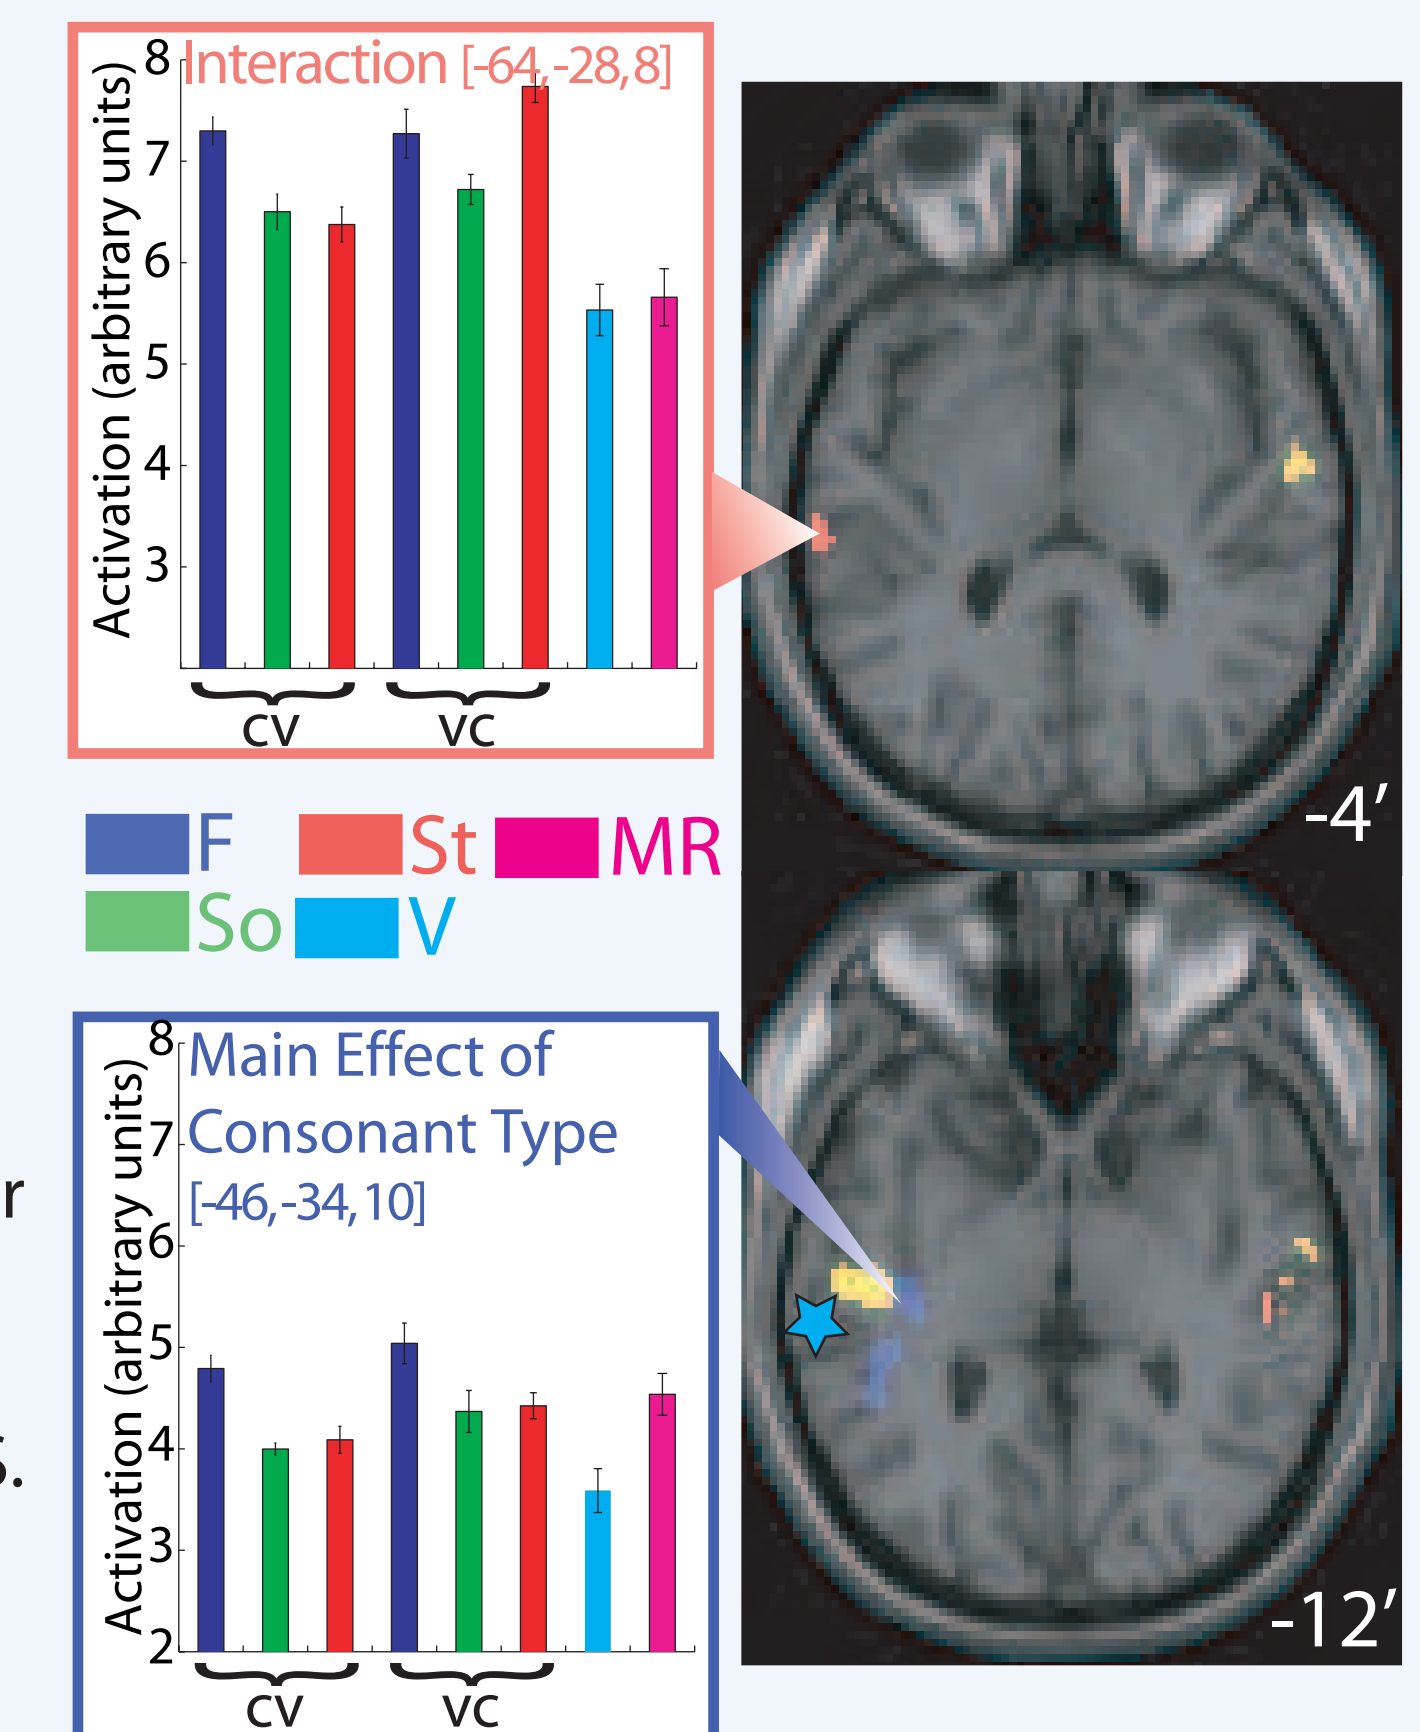 Interaction [-64,-28,8]
Activation (arbitrary units)
8
7
6
5
4
3
CV
VC
-4'
F
St
MR
So
V
Main Effect of
Consonant Type
[-46,-34,10]
Activation (arbitrary units)
8
7
6
5
4
3
2
CV
VC
r
s.
-12'